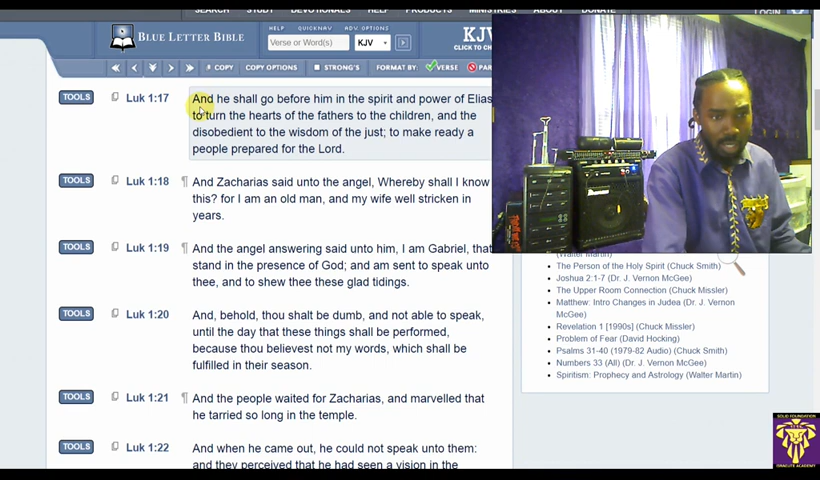 SEARCH DEVOTIONALS HELP PRODUCTS MINISTRIES ABOUT DONATE LOGIN
HELP QUICKNAV ADV OPTIONS
BLUE LETTER BIBLE
Verse or Word(s)
KJV
KJV
CLICK TO
COPY COPY OPTIONS STRONG'S FORMAT BY: VERSE PAR
TOOLS Luk 1:17 And he shall go before him in the spirit and power of Elias
to turn the hearts of the fathers to the children, and the
disobedient to the wisdom of the just; to make ready a
people prepared for the Lord.
TOOLS Luk 1:18 ¶ And Zacharias said unto the angel, Whereby shall I know
this? for I am an old man, and my wife well stricken in
years.
TOOLS Luk 1:19 And the angel answering said unto him, I am Gabriel, that
stand in the presence of God; and am sent to speak unto
thee, and to shew thee these glad tidings.
TOOLS Luk 1:20 And, behold, thou shalt be dumb, and not able to speak,
until the day that these things shall be performed,
because thou believest not my words, which shall be
fulfilled in their season.
TOOLS Luk 1:21 ¶ And the people waited for Zacharias, and marvelled that
he tarried so long in the temple.
TOOLS Luk 1:22 And when he came out, he could not speak unto them:
and they perceived that he had seen a vision in the
(Walter Martin)
The Person of the Holy Spirit (Chuck Smith)
Joshua 2:1-7 (Dr. J. Vernon McGee)
The Upper Room Connection (Chuck Missler)
Matthew: Intro Changes in Judea (Dr. J. Vernon
McGee)
Revelation 1 [1990s] (Chuck Missler)
Problem of Fear (David Hocking)
Psalms 31-40 (1979-82 Audio) (Chuck Smith)
Numbers 33 (All) (Dr. J. Vernon McGee)
Spiritism: Prophecy and Astrology (Walter Martin)
SOLID FOUNDATION
ISRAELITE ACADEMY